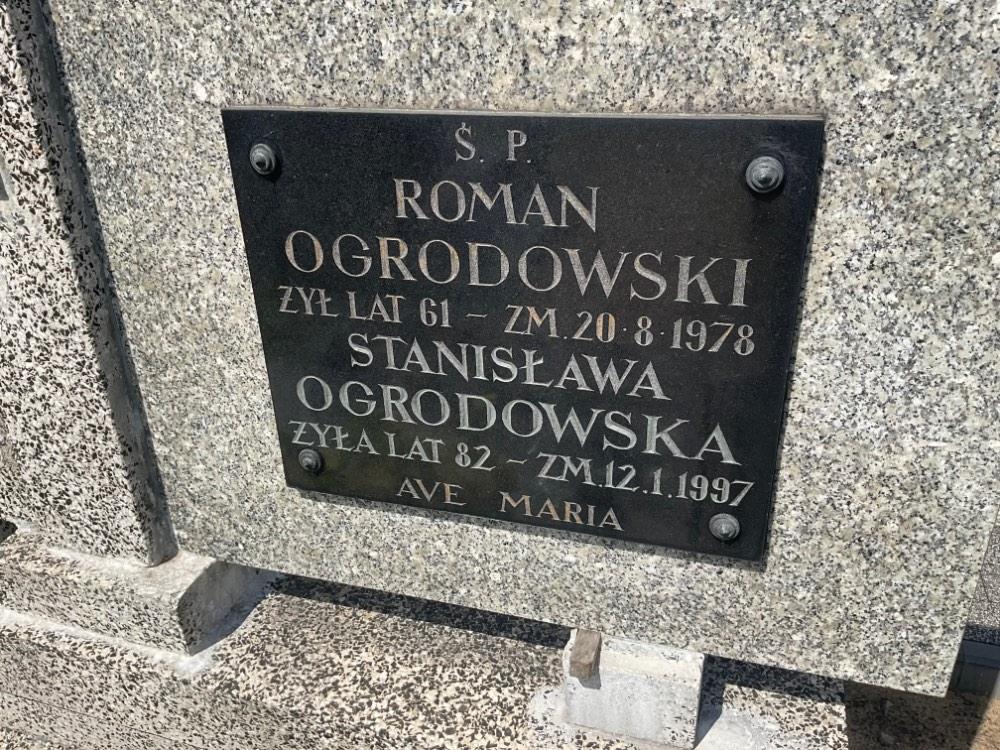 Ś. P.
ROMAN
OGRODOWSKI
ŻYŁ LAT 61 – ZM. 20·8·1978
STANISŁAWA
OGRODOWSKA
ŻYŁA LAT 82 – ZM. 12.1.1997
AVE MARIA